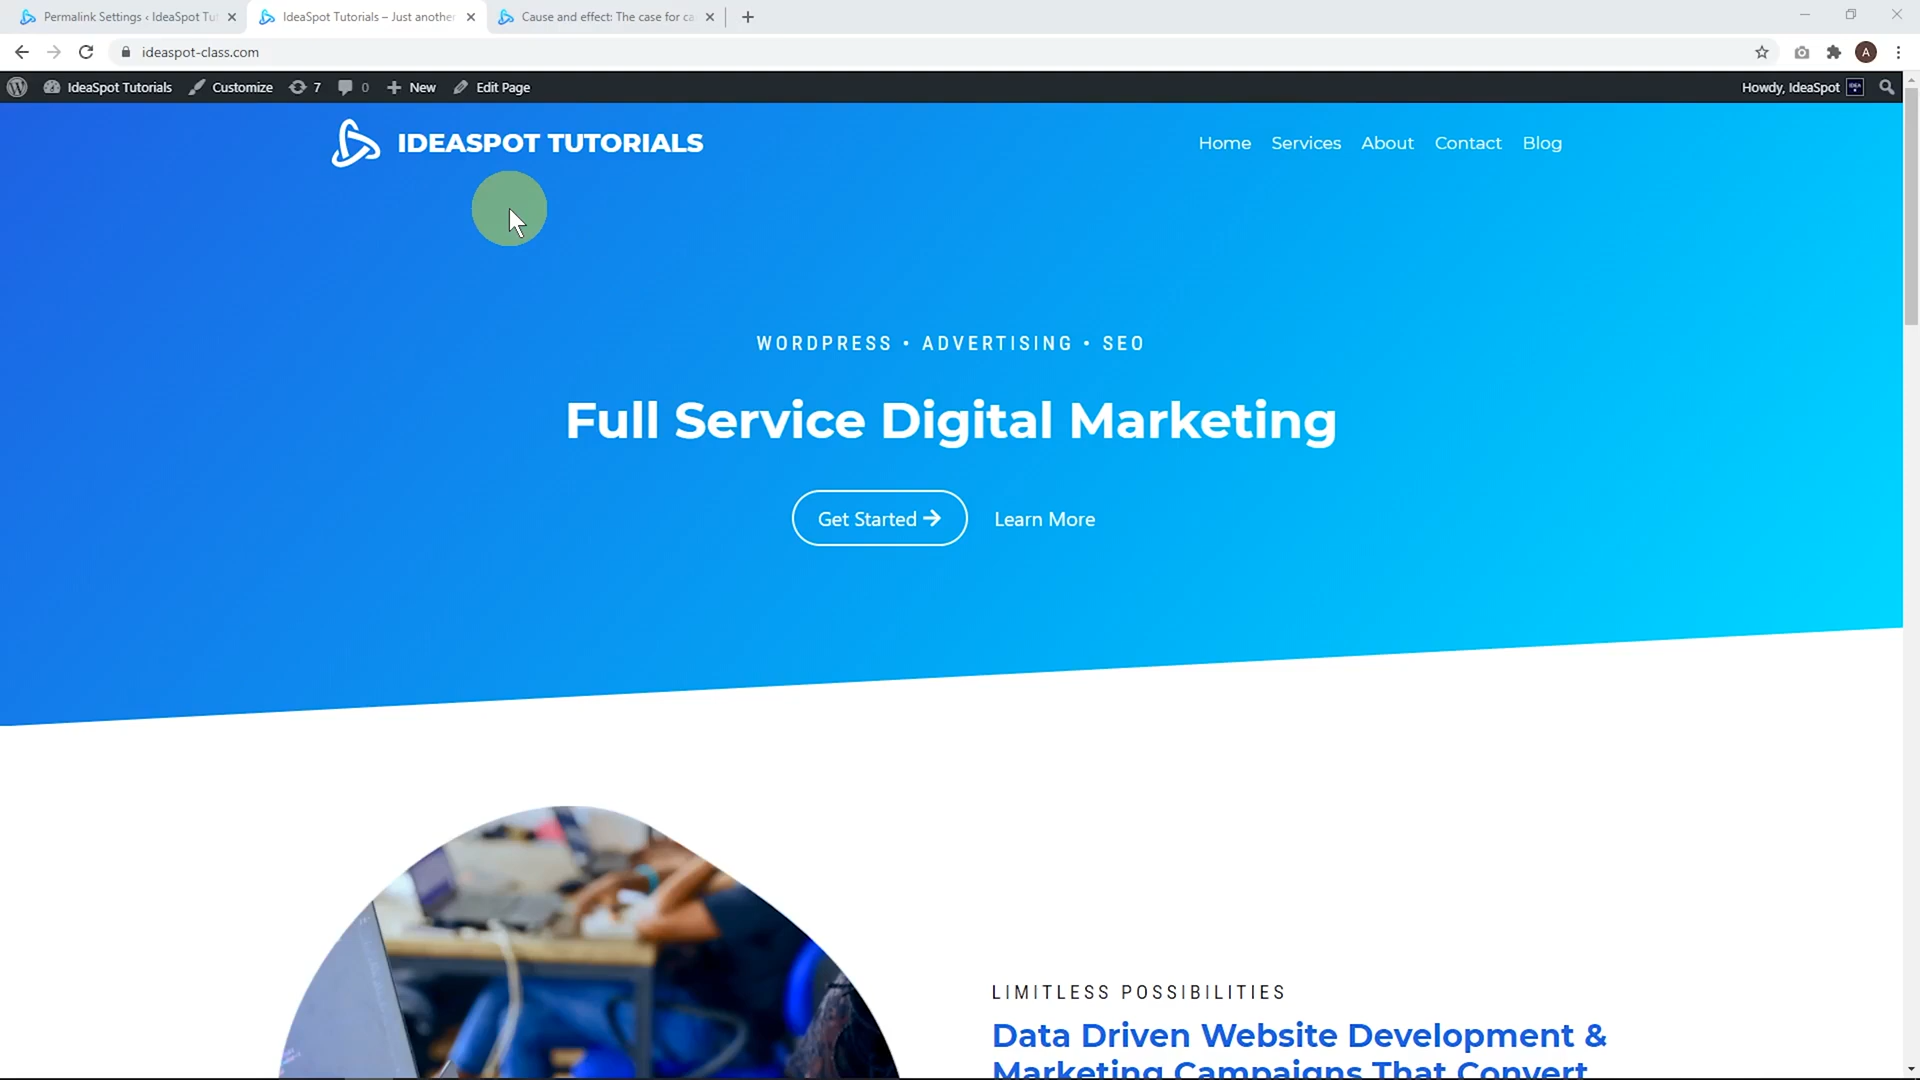 Permalink Settings ‹ IdeaSpot Tut
IdeaSpot Tutorials – Just another
Cause and effect: The case for ca
ideaspot-class.com
A
IdeaSpot Tutorials
Customize
7
0
New
Edit Page
Howdy, IdeaSpot
IDEASPOT TUTORIALS
Home
Services
About
Contact
Blog
WORDPRESS • ADVERTISING • SEO
Full Service Digital Marketing
Get Started
Learn More
LIMITLESS POSSIBILITIES
Data Driven Website Development &
Marketing Campaigns That Convert